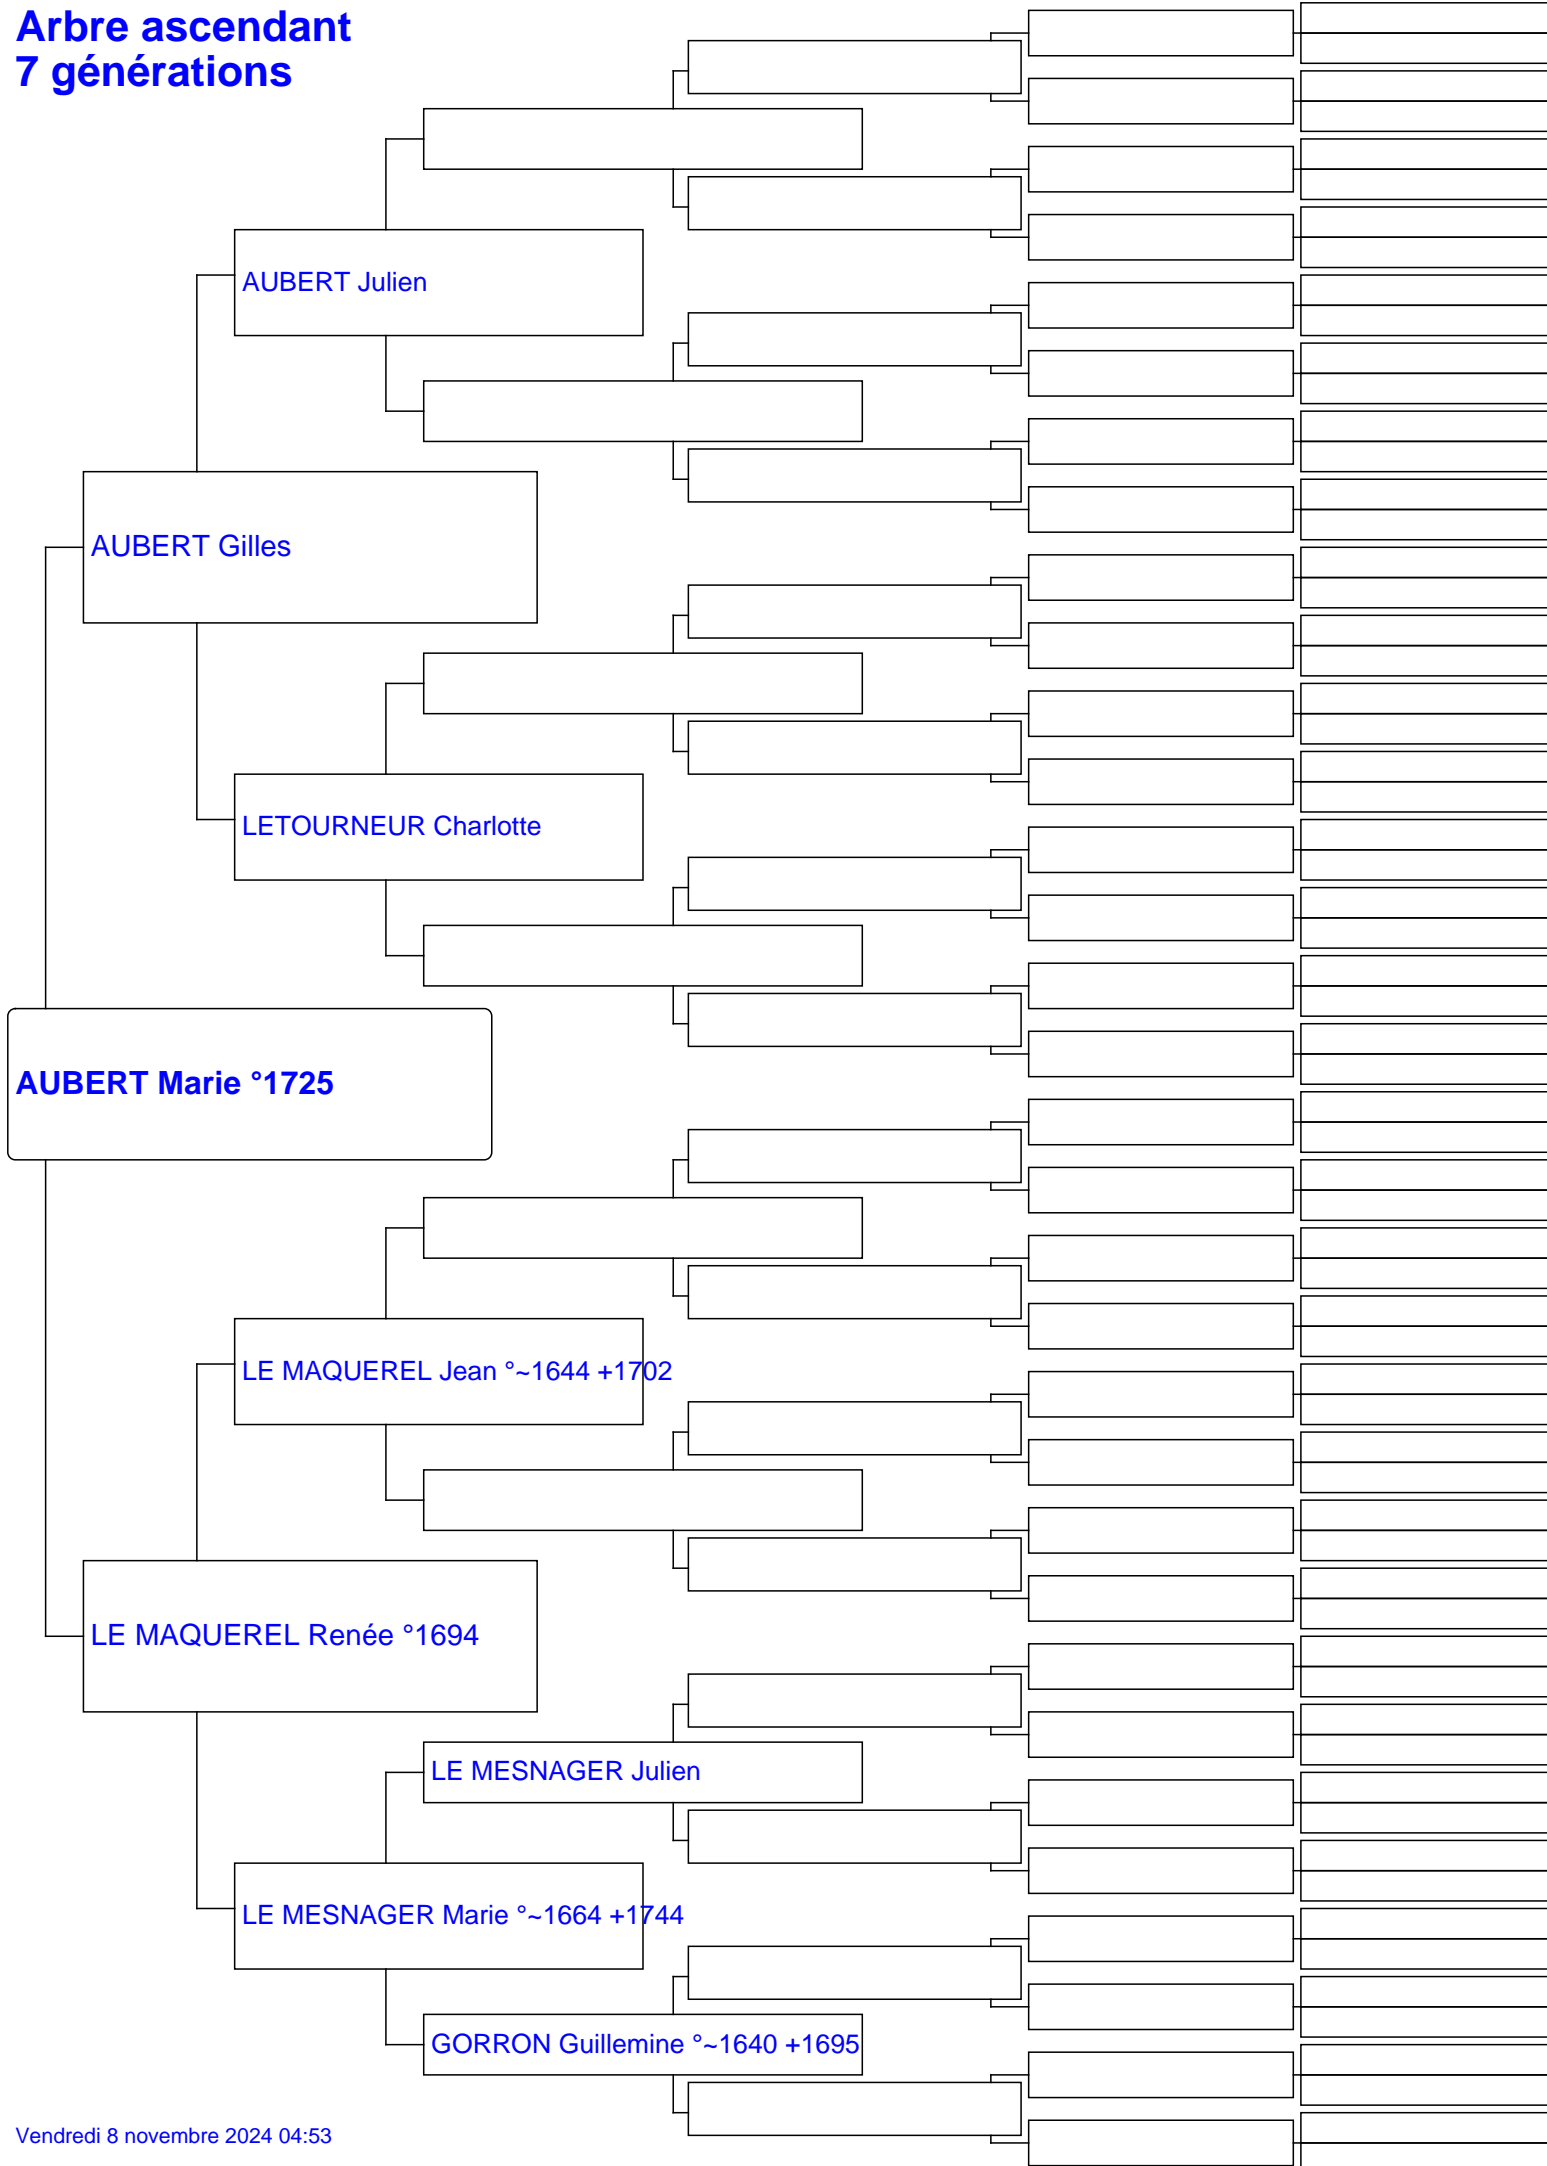 Arbre ascendant
7 générations
AUBERT Julien
AUBERT Gilles
LETOURNEUR Charlotte
AUBERT Marie °1725
LE MAQUEREL Jean °~1644 +1702
LE MAQUEREL Renée °1694
LE MESNAGER Julien
LE MESNAGER Marie °~1664 +1744
GORRON Guillemine °~1640 +1695
Vendredi 8 novembre 2024 04:53